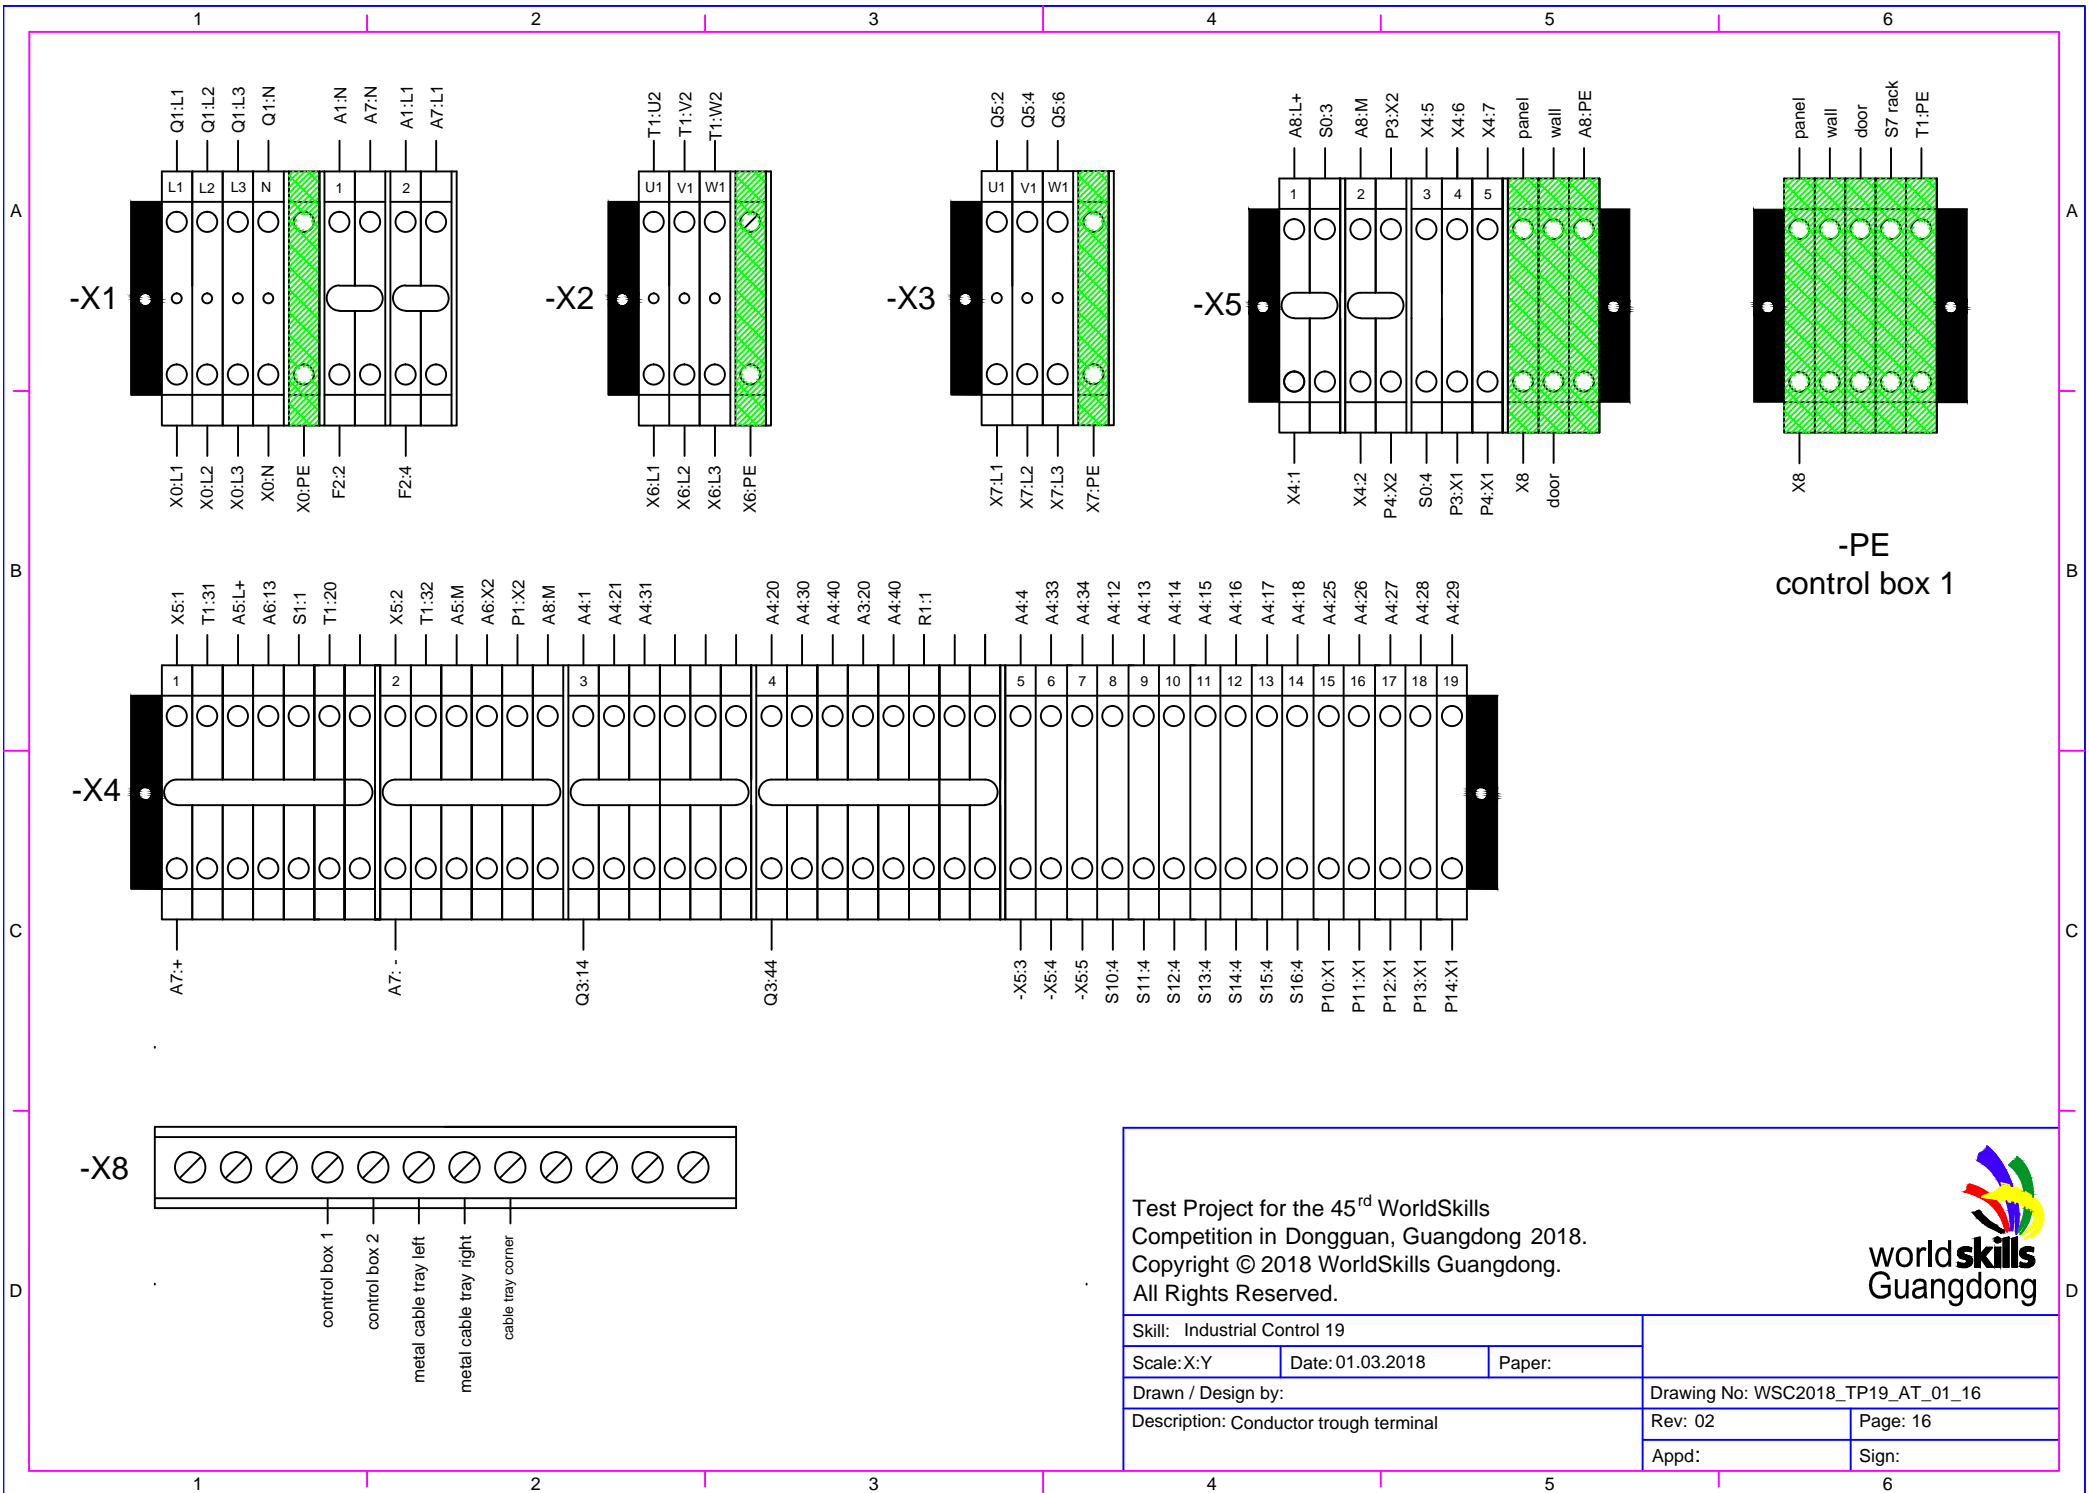 1 2 3 4 5 6
Q1:L1 Q1:L2 Q1:L3 Q1:N A1:N A7:N A1:L1 A7:L1
T1:U2 T1:V2 T1:W2
Q5:2 Q5:4 Q5:6
A8:L+ S0:3 A8:M P3:X2 X4:5 X4:6 X4:7 panel wall A8:PE
panel wall door S7 rack T1:PE
L1 L2 L3 N 1 2
U1 V1 W1
U1 V1 W1
1 2 3 4 5
A A
-X1 -X2 -X3 -X5
X0:L1 X0:L2 X0:L3 X0:N X0:PE F2:2 F2:4
X6:L1 X6:L2 X6:L3 X6:PE
X7:L1 X7:L2 X7:L3 X7:PE
X4:1 X4:2 P4:X2 S0:4 P3:X1 P4:X1 X8 door
X8
-PE
control box 1
B B
X5:1 T1:31 A5:L+ A6:13 S1:1 T1:20 X5:2 T1:32 A5:M A6:X2 P1:X2 A8:M A4:1 A4:21 A4:31 A4:20 A4:30 A4:40 A3:20 A4:40 R1:1 A4:4 A4:33 A4:34 A4:12 A4:13 A4:14 A4:15 A4:16 A4:17 A4:18 A4:25 A4:26 A4:27 A4:28 A4:29
1 2 3 4 5 6 7 8 9 10 11 12 13 14 15 16 17 18 19
-X4
C C
A7:+ A7: - Q3:14 Q3:44 -X5:3 -X5:4 -X5:5 S10:4 S11:4 S12:4 S13:4 S14:4 S15:4 S16:4 P10:X1 P11:X1 P12:X1 P13:X1 P14:X1
-X8
control box 1
control box 2
metal cable tray left
metal cable tray right
cable tray corner
D D
Test Project for the 45rd WorldSkills
Competition in Dongguan, Guangdong 2018.
Copyright © 2018 WorldSkills Guangdong.
All Rights Reserved.
worldskills
Guangdong
Skill: Industrial Control 19
Scale:X:Y Date:01.03.2018 Paper:
Drawn / Design by: Drawing No: WSC2018_TP19_AT_01_16
Description: Conductor trough terminal Rev: 02 Page: 16
Appd: Sign:
1 2 3 4 5 6